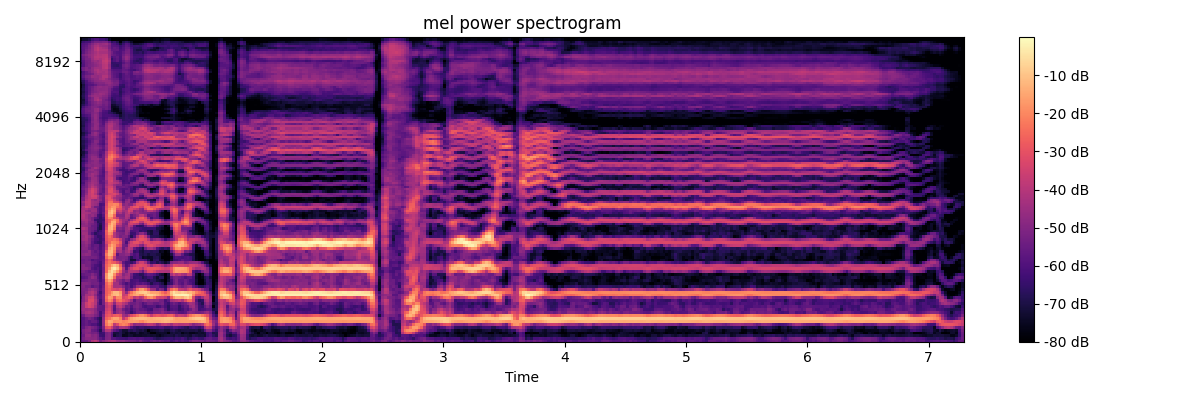 mel power spectrogram
8192
4096
2048
1024
512
0
Hz
0 1 2 3 4 5 6 7
Time
-10 dB
-20 dB
-30 dB
-40 dB
-50 dB
-60 dB
-70 dB
-80 dB